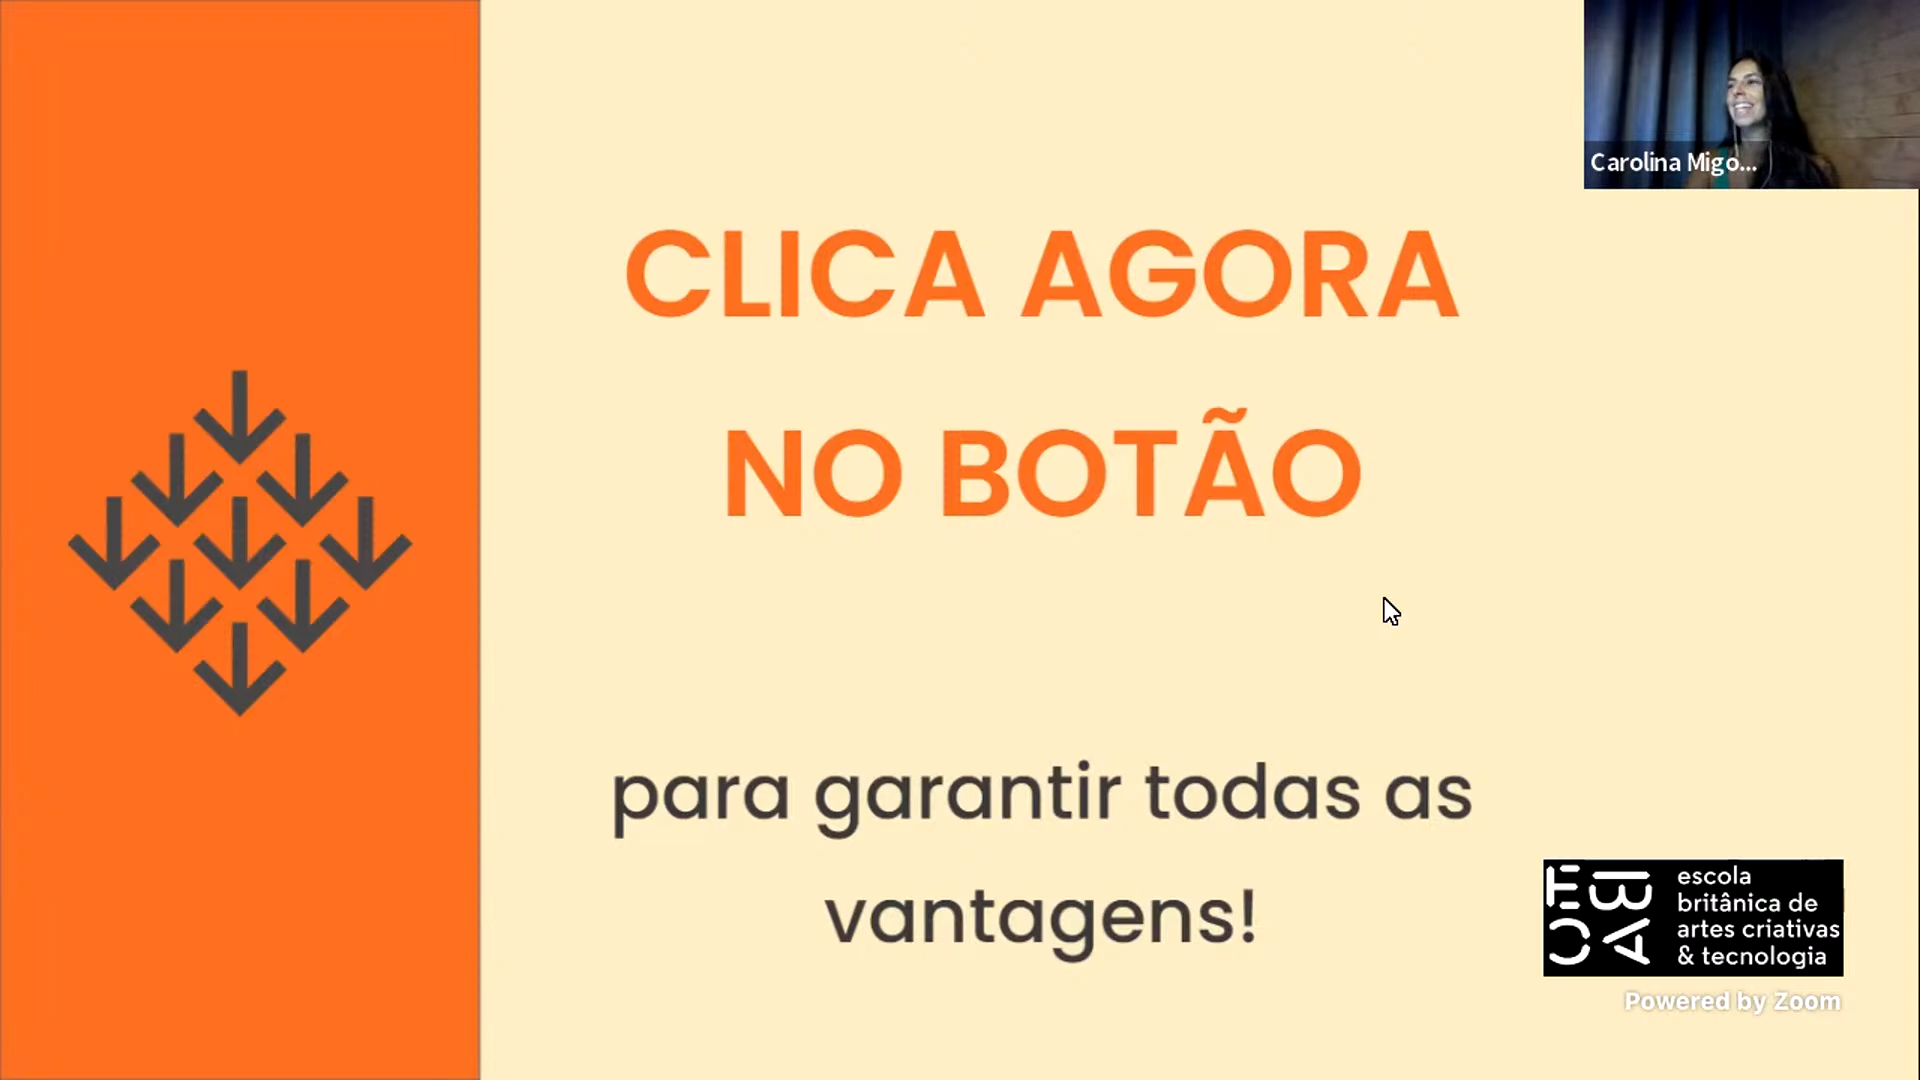 Carolina Migo...
CLICA AGORA
NO BOTÃO
para garantir todas as
vantagens!
EBAC
escola
britânica de
artes criativas
& tecnologia
Powered by Zoom